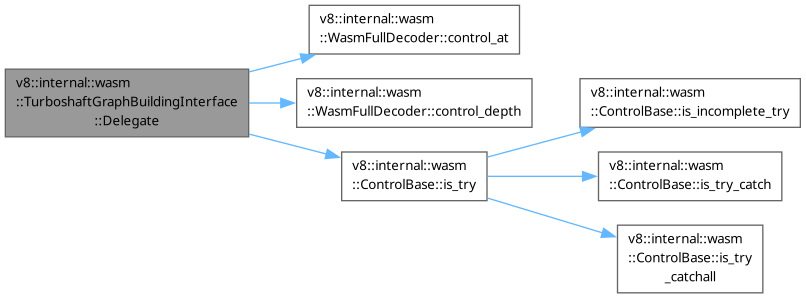 v8::internal::wasm
::TurboshaftGraphBuildingInterface
::Delegate
v8::internal::wasm
::WasmFullDecoder::control_at
v8::internal::wasm
::WasmFullDecoder::control_depth
v8::internal::wasm
::ControlBase::is_try
v8::internal::wasm
::ControlBase::is_incomplete_try
v8::internal::wasm
::ControlBase::is_try_catch
v8::internal::wasm
::ControlBase::is_try
_catchall